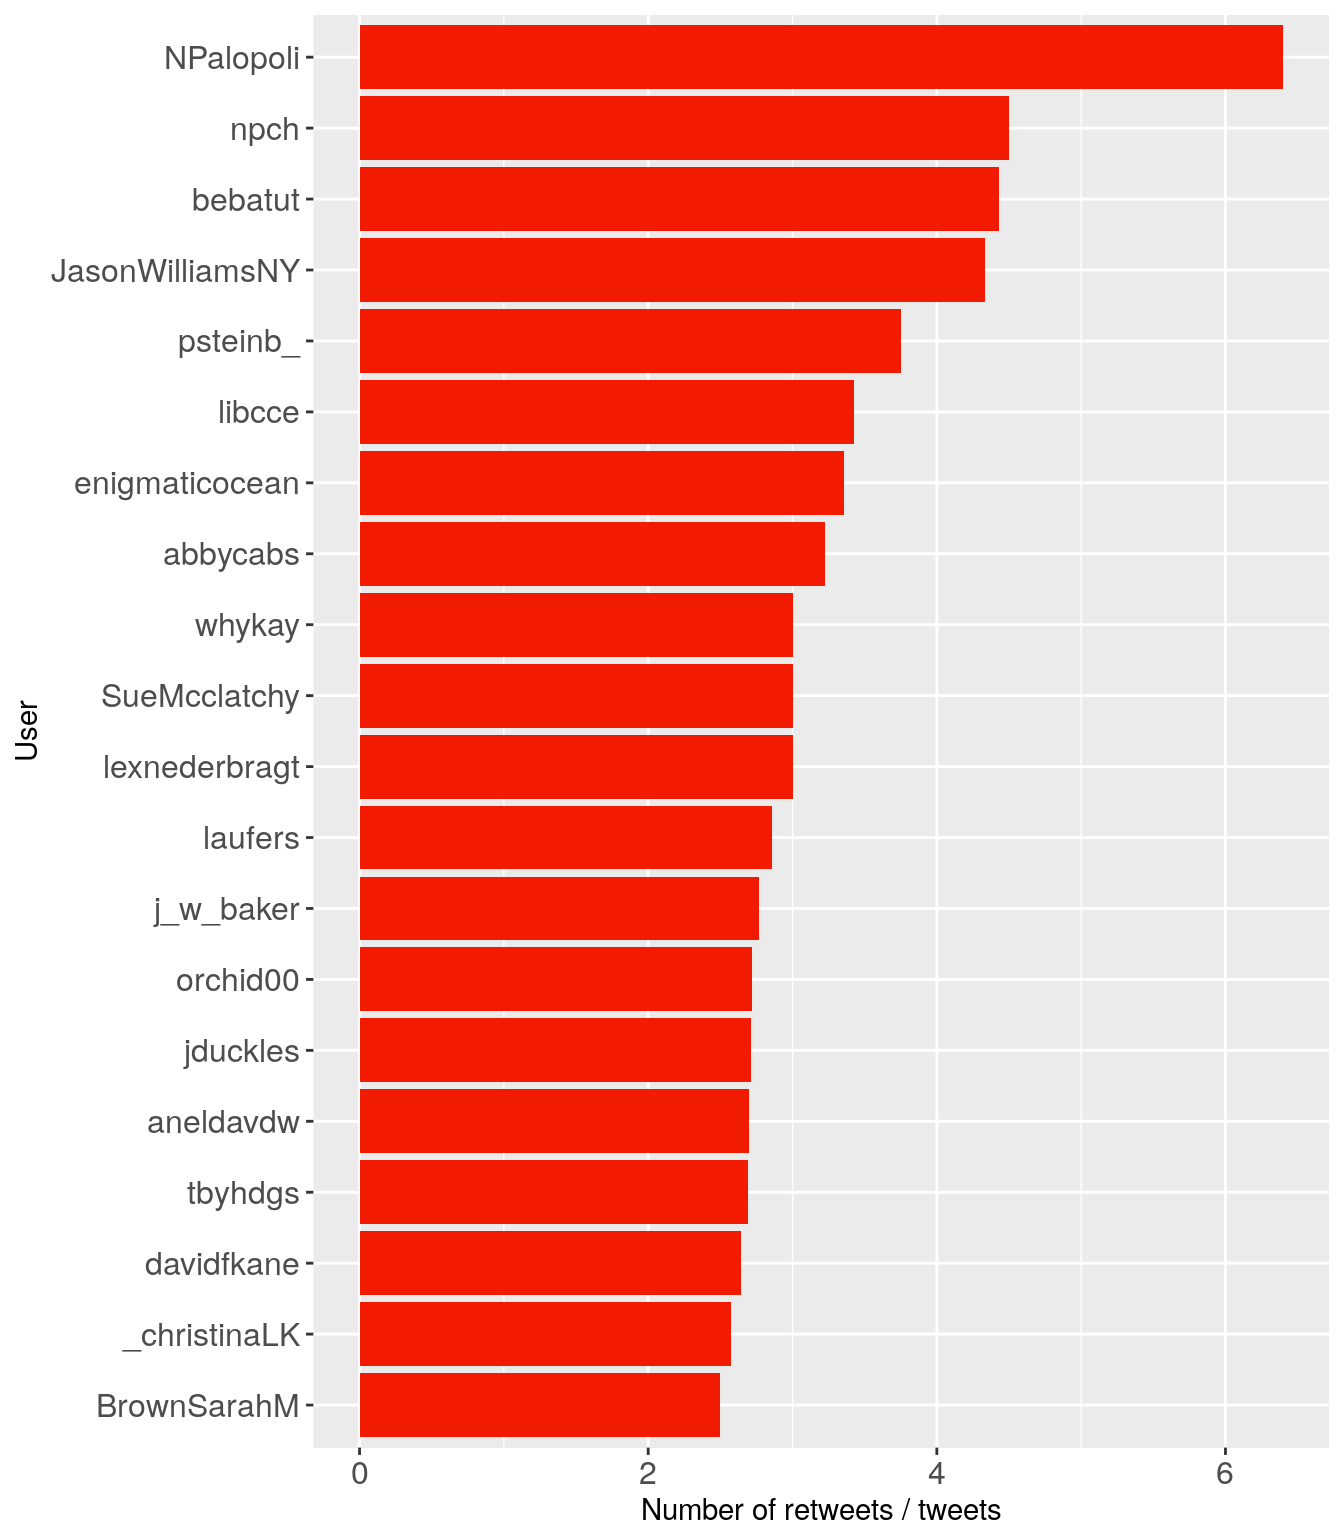 NPalopoli
npch
bebatut
JasonWilliamsNY
psteinb_
libcce
enigmaticocean
abbycabs
whykay
SueMcclatchy
lexnederbragt
laufers
j_w_baker
orchid00
jduckles
aneldavdw
tbyhdgs
davidfkane
_christinaLK
BrownSarahM
User
0 2 4 6
Number of retweets / tweets